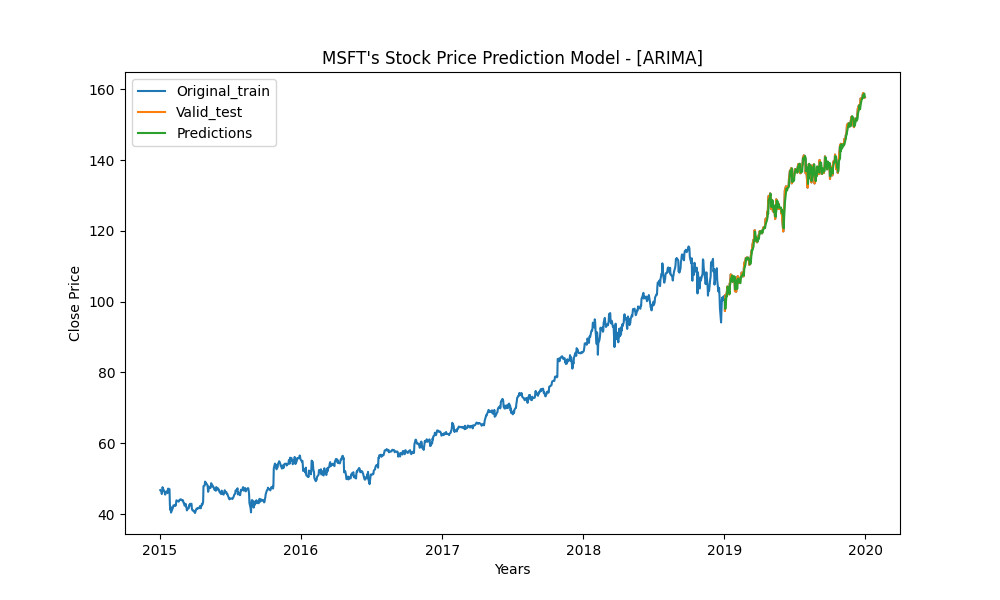 MSFT's Stock Price Prediction Model - [ARIMA]
Original_train
Valid_test
Predictions
Close Price
160
140
120
100
80
60
40
2015 2016 2017 2018 2019 2020
Years